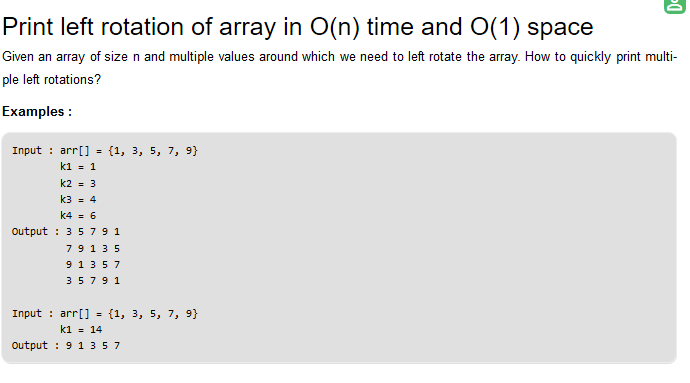 Print left rotation of array in O(n) time and O(1) space
Given an array of size n and multiple values around which we need to left rotate the array. How to quickly print multi-
ple left rotations?
Examples :
Input : arr[] = {1, 3, 5, 7, 9}
k1 = 1
k2 = 3
k3 = 4
k4 = 6
Output : 3 5 7 9 1
7 9 1 3 5
9 1 3 5 7
3 5 7 9 1
Input : arr[] = {1, 3, 5, 7, 9}
k1 = 14
Output : 9 1 3 5 7